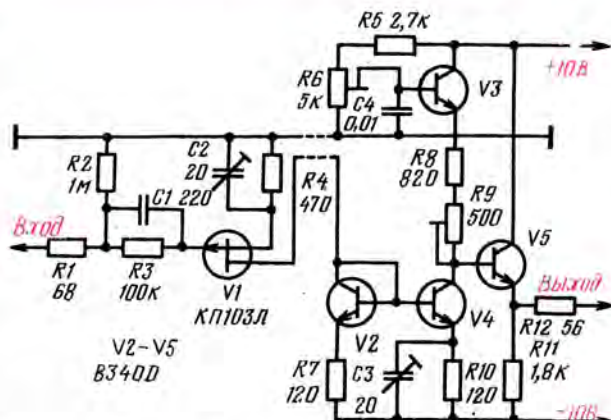 R5 2,7к
+10В
R6
5к
V3
C4
0,01
R2
1М
C2
20
220
C1
R4
470
R8
820
R9
500
Вход
V5
R1
68
R3
100к
V1
КП103Л
V2
V4
Выход
R12 56
V2-V5
B340D
R7
120
C3
20
R10
120
R11
1,8к
-10В